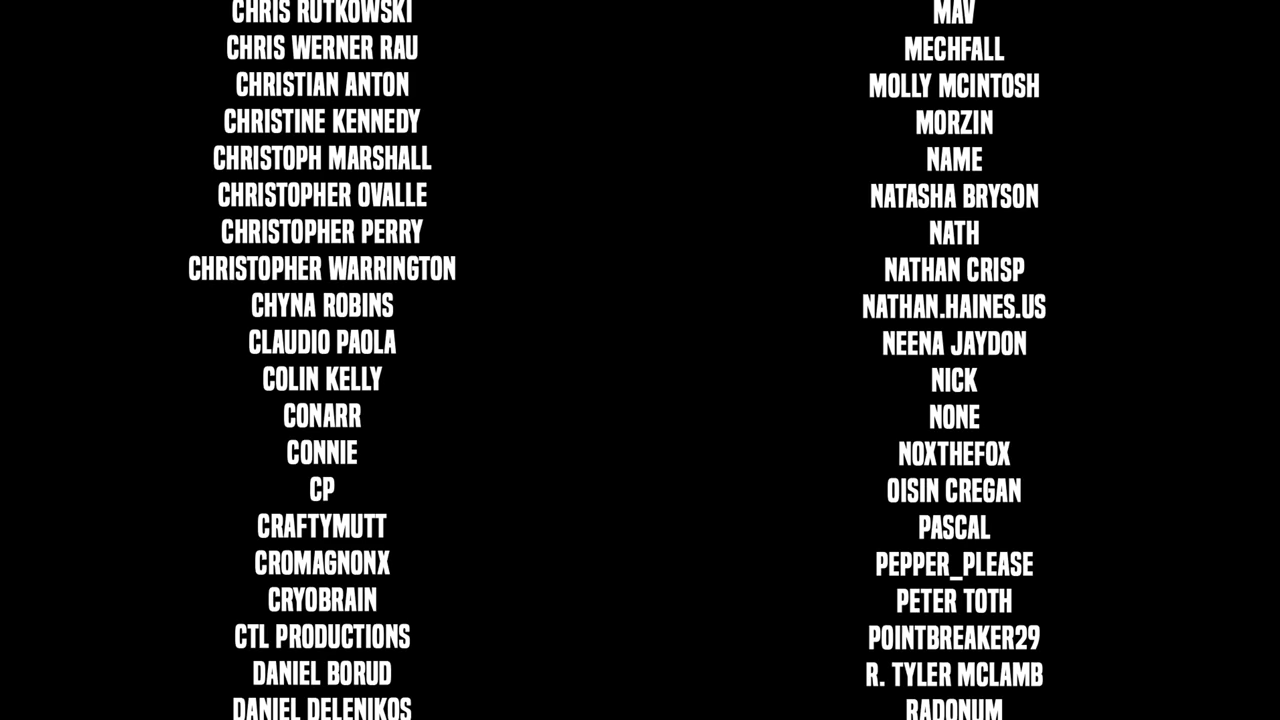 CHRIS RUTKOWSKI
CHRIS WERNER RAU
CHRISTIAN ANTON
CHRISTINE KENNEDY
CHRISTOPH MARSHALL
CHRISTOPHER OVALLE
CHRISTOPHER PERRY
CHRISTOPHER WARRINGTON
CHYNA ROBINS
CLAUDIO PAOLA
COLIN KELLY
CONARR
CONNIE
CP
CRAFTYMUTT
CROMAGNONX
CRYOBRAIN
CTL PRODUCTIONS
DANIEL BORUD
DANIEL DELENIKOS
MAV
MECHFALL
MOLLY MCINTOSH
MORZIN
NAME
NATASHA BRYSON
NATH
NATHAN CRISP
NATHAN.HAINES.US
NEENA JAYDON
NICK
NONE
NOXTHEFOX
OISIN CREGAN
PASCAL
PEPPER_PLEASE
PETER TOTH
POINTBREAKER29
R. TYLER MCLAMB
RADONUM